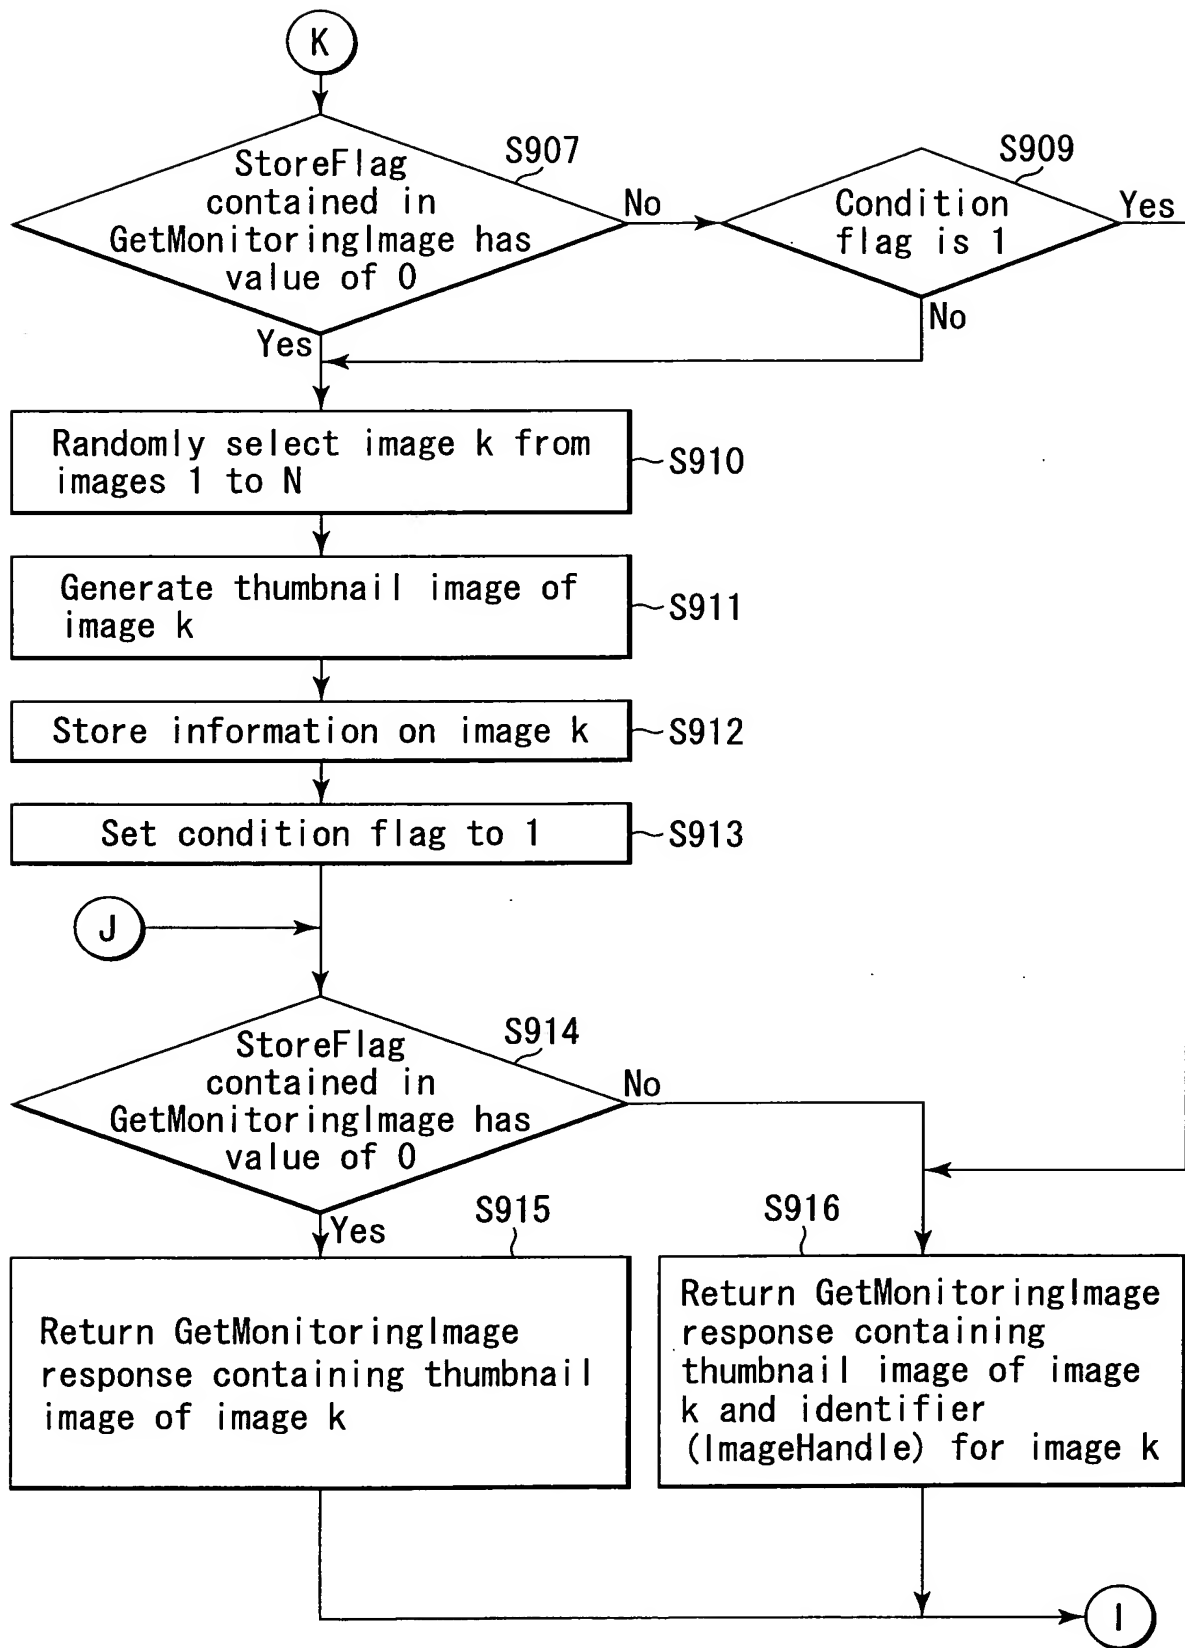 K
S907
StoreFlag
contained in
GetMonitoringImage has
value of 0
No
Yes
S909
Condition
flag is 1
Yes
No
Randomly select image k from
images 1 to N
S910
Generate thumbnail image of
image k
S911
Store information on image k
S912
Set condition flag to 1
S913
J
S914
StoreFlag
contained in
GetMonitoringImage has
value of 0
No
Yes
S915
Return GetMonitoringImage
response containing thumbnail
image of image k
S916
Return GetMonitoringImage
response containing
thumbnail image of image
k and identifier
(ImageHandle) for image k
I